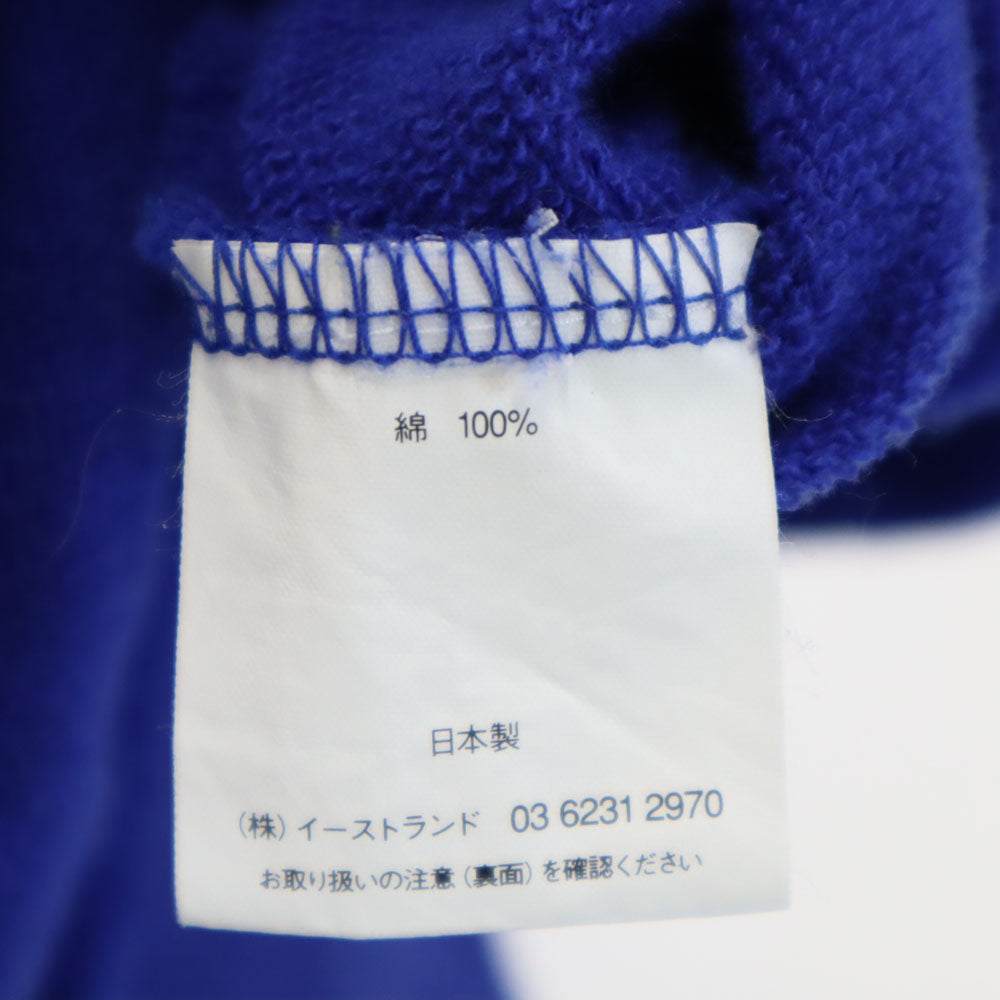 綿 100%
日本製
(株) イーストランド 03 6231 2970
お取り扱いの注意 (裏面) を確認ください